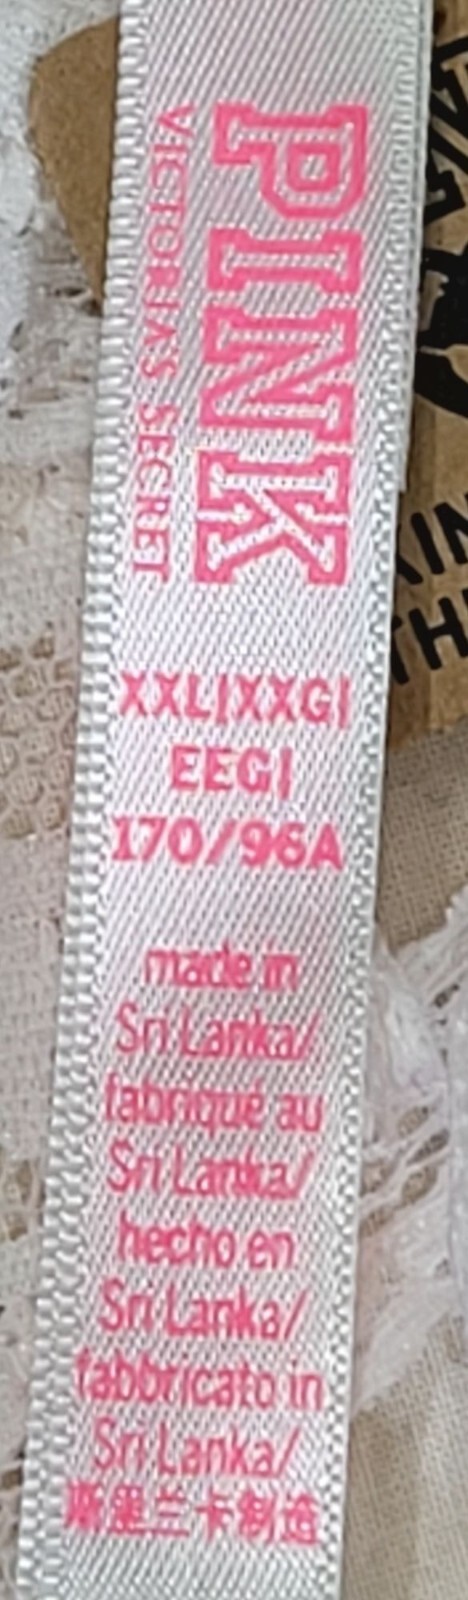 PINK
VICTORIA'S SECRET
XXL|XXG|
EEG|
170/96A
made in
Sri Lanka/
fabriqué au
Sri Lanka/
hecho en
Sri Lanka/
fabbricato in
Sri Lanka/
斯里兰卡制造